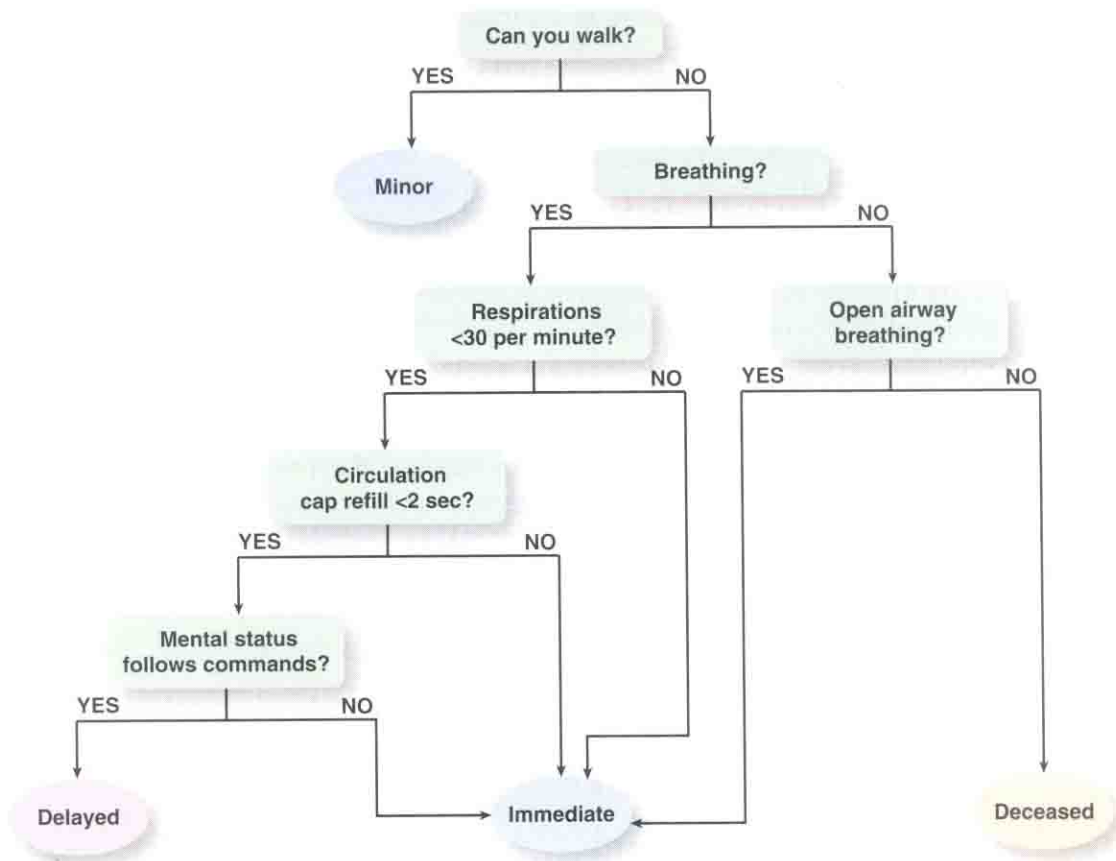 Can you walk?
YES
NO
Minor
Breathing?
YES
NO
Respirations
<30 per minute?
Open airway
breathing?
YES
NO
YES
NO
Circulation
cap refill <2 sec?
YES
NO
Mental status
follows commands?
YES
NO
Delayed
Immediate
Deceased